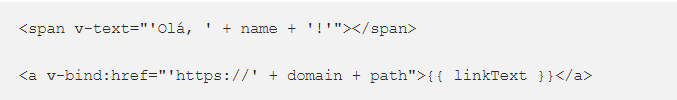 <span v-text="'Olá, ' + name + '!'"></span>
<a v-bind:href="'https://' + domain + path">{{ linkText }}</a>